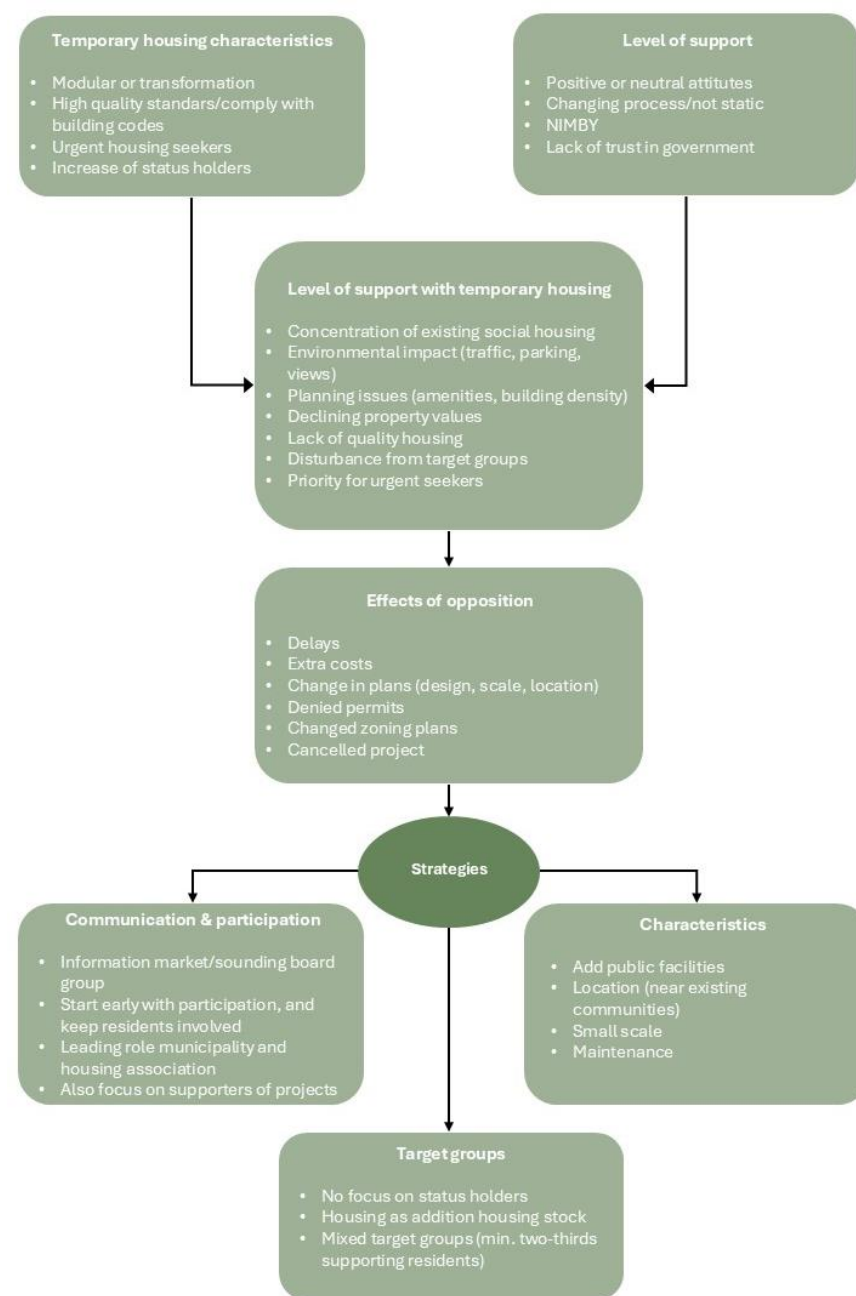 Temporary housing characteristics
• Modular or transformation
• High quality standars/comply with
building codes
• Urgent housing seekers
• Increase of status holders
Level of support
• Positive or neutral attitutes
• Changing process/not static
• NIMBY
• Lack of trust in government
Level of support with temporary housing
• Concentration of existing social housing
• Environmental impact (traffic, parking,
views)
• Planning issues (amenities, building density)
• Declining property values
• Lack of quality housing
• Disturbance from target groups
• Priority for urgent seekers
Effects of opposition
• Delays
• Extra costs
• Change in plans (design, scale, location)
• Denied permits
• Changed zoning plans
• Cancelled project
Strategies
Communication & participation
• Information market/sounding board
group
• Start early with participation, and
keep residents involved
• Leading role municipality and
housing association
• Also focus on supporters of projects
Characteristics
• Add public facilities
• Location (near existing
communities)
• Small scale
• Maintenance
Target groups
• No focus on status holders
• Housing as addition housing stock
• Mixed target groups (min. two-thirds
supporting residents)